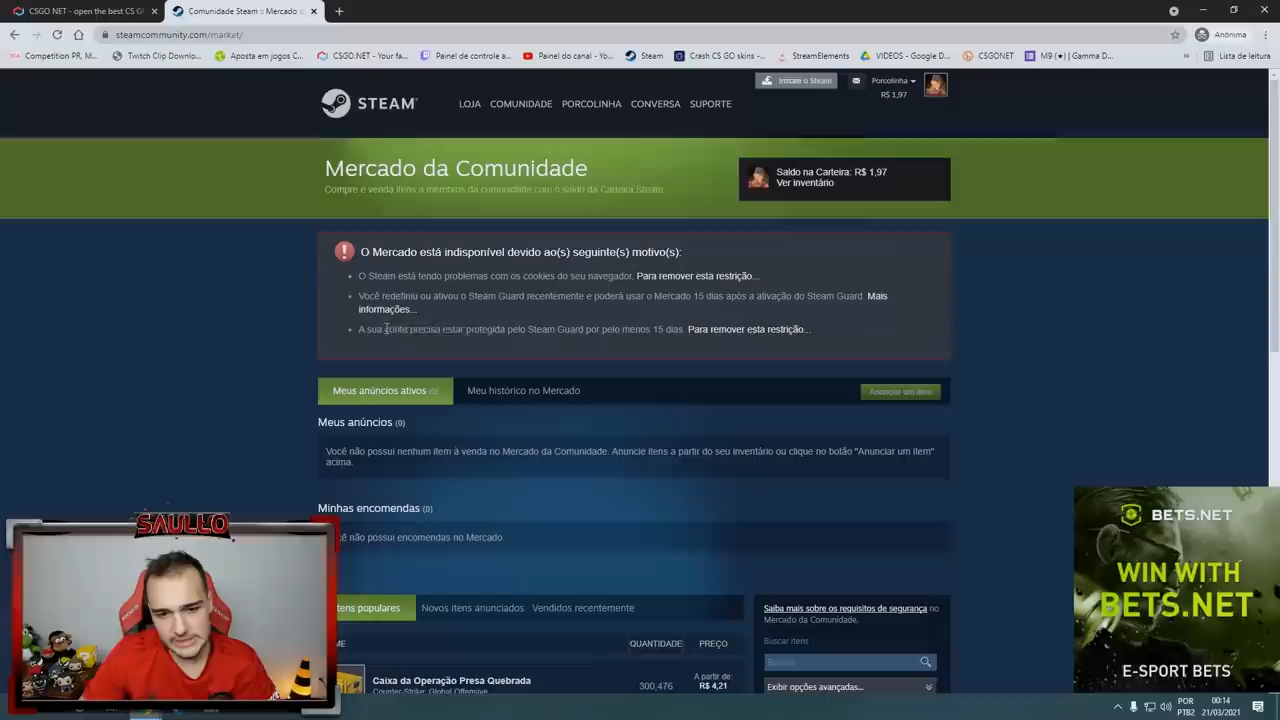 CSGO NET - the best CS G
Comunidade Steam :: Mercado d
steamcommunity.com/market/
Anônima
Competition PR, M...
Twitch Clip Downlo...
Aposta em jogos C...
CSGO.NET - Your fa...
Painel de controle...
Painel do canal - Yo...
Steam
Crash CS GO skins -...
StreamElements
VIDEOS - Google D...
CSGONET
M9 (★) | Gamma D...
Lista de leitura
STEAM
LOJA COMUNIDADE PORCOLINHA CONVERSA SUPORTE
Instale o Steam
Porcolinha
R$ 1,97
Mercado da Comunidade
Compre e venda itens a membros da comunidade com o saldo da Carteira Steam.
Saldo na Carteira: R$ 1,97
Ver inventário
O Mercado está indisponível devido ao(s) seguinte(s) motivo(s):
O Steam está tendo problemas com os cookies do seu navegador. Para remover esta restrição...
Você redefiniu ou ativou o Steam Guard recentemente e poderá usar o Mercado 15 dias após a ativação do Steam Guard. Mais
informações...
A sua conta precisa estar protegida pelo Steam Guard por pelo menos 15 dias. Para remover esta restrição...
Meus anúncios ativos (0)
Meu histórico no Mercado
Anunciar um item
Meus anúncios (0)
Você não possui nenhum item à venda no Mercado da Comunidade. Anuncie itens a partir do seu inventário ou clique no botão "Anunciar um item"
acima.
Minhas encomendas (0)
cê não possui encomendas no Mercado.
tens populares
Novos itens anunciados
Vendidos recentemente
ME
QUANTIDADE
PREÇO
Caixa da Operação Presa Quebrada
Counter-Strike: Global Offensive
300,476
A partir de:
R$ 4,21
Saiba mais sobre os requisitos de segurança no
Mercado da Comunidade.
Buscar itens
Buscar
Exibir opções avançadas...
SAULLO
BETS.NET
WIN WITH
BETS.NET
E-SPORT BETS
POR
PTB2
00:14
21/03/2021